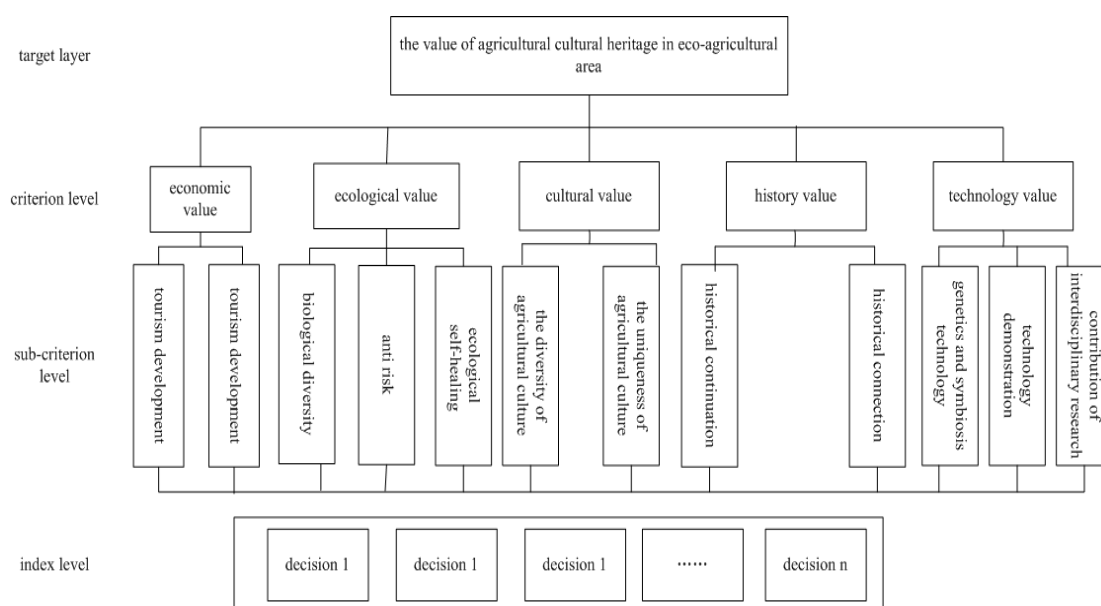 target layer
the value of agricultural cultural heritage in eco-agricultural
area
criterion level
economic
value
ecological value
cultural value
history value
technology value
sub-criterion
level
tourism development
tourism development
biological diversity
anti risk
ecological
self-healing
the diversity of
agricultural culture
the uniqueness of
agricultural culture
historical continuation
historical connection
genetics and symbiosis
technology
technology
demonstration
contribution of
interdisciplinary research
index level
decision 1
decision 1
decision 1
······
decision n